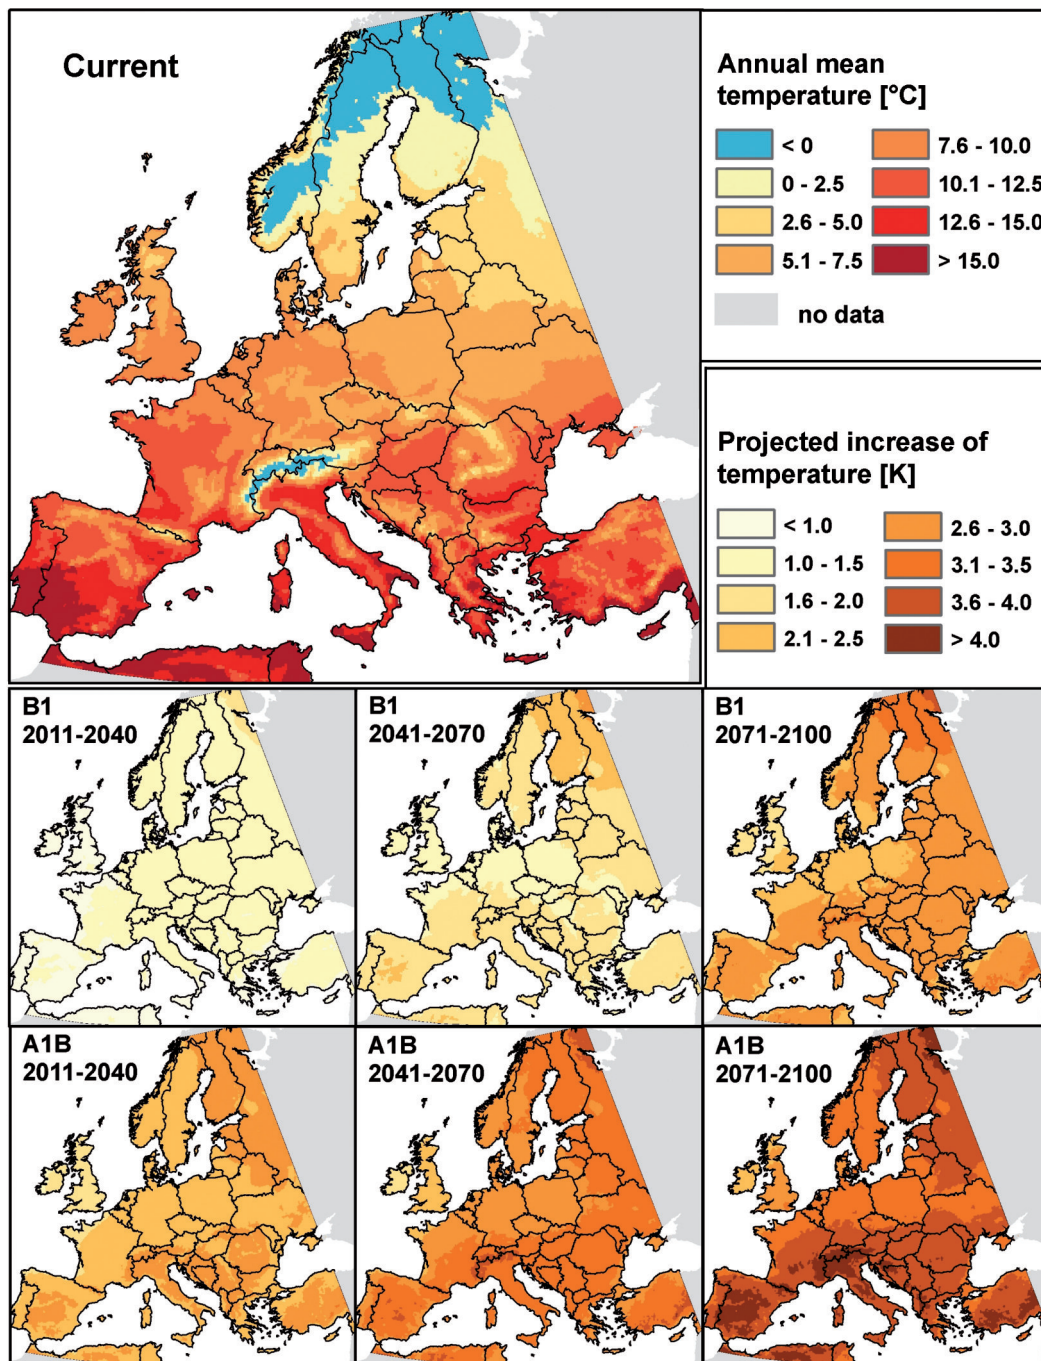 Current
Annual mean
temperature [°C]
< 0
0 - 2.5
2.6 - 5.0
5.1 - 7.5
7.6 - 10.0
10.1 - 12.5
12.6 - 15.0
> 15.0
no data
Projected increase of
temperature [K]
< 1.0
1.0 - 1.5
1.6 - 2.0
2.1 - 2.5
2.6 - 3.0
3.1 - 3.5
3.6 - 4.0
> 4.0
B1
2011-2040
B1
2041-2070
B1
2071-2100
A1B
2011-2040
A1B
2041-2070
A1B
2071-2100